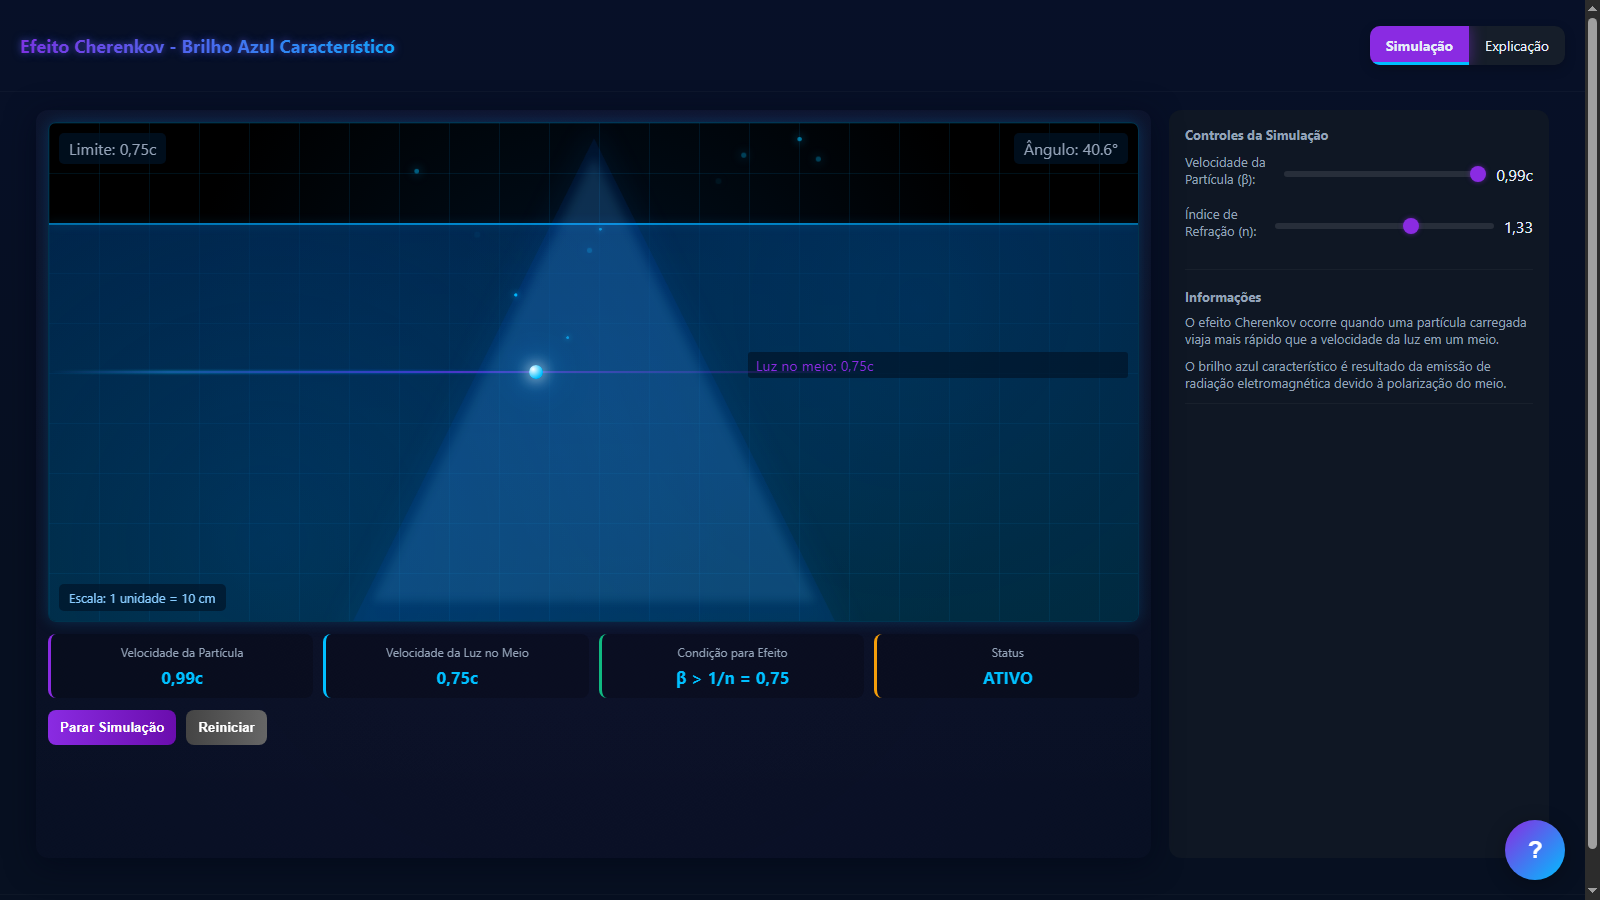 Efeito Cherenkov - Brilho Azul Característico
Simulação
Explicação
Limite: 0,75c
Ângulo: 40.6°
Luz no meio: 0,75c
Escala: 1 unidade = 10 cm
Velocidade da Partícula
0,99c
Velocidade da Luz no Meio
0,75c
Condição para Efeito
β > 1/n = 0,75
Status
ATIVO
Parar Simulação
Reiniciar
Controles da Simulação
Velocidade da
Partícula (β):
0,99c
Índice de
Refração (n):
1,33
Informações
O efeito Cherenkov ocorre quando uma partícula carregada
viaja mais rápido que a velocidade da luz em um meio.
O brilho azul característico é resultado da emissão de
radiação eletromagnética devido à polarização do meio.
?